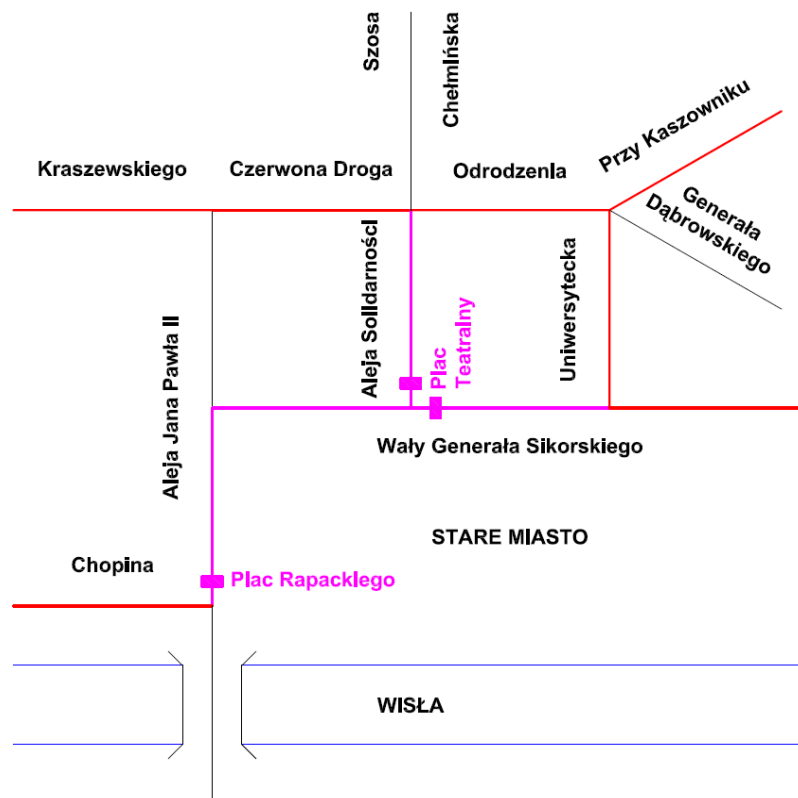 Szosa
Chełmińska
Przy Kaszowniku
Kraszewskiego
Czerwona Droga
Odrodzenia
Generała
Dąbrowskiego
Aleja Solidarności
Uniwersytecka
Plac
Teatralny
Aleja Jana Pawła II
Wały Generała Sikorskiego
STARE MIASTO
Chopina
Plac Rapackiego
WISŁA